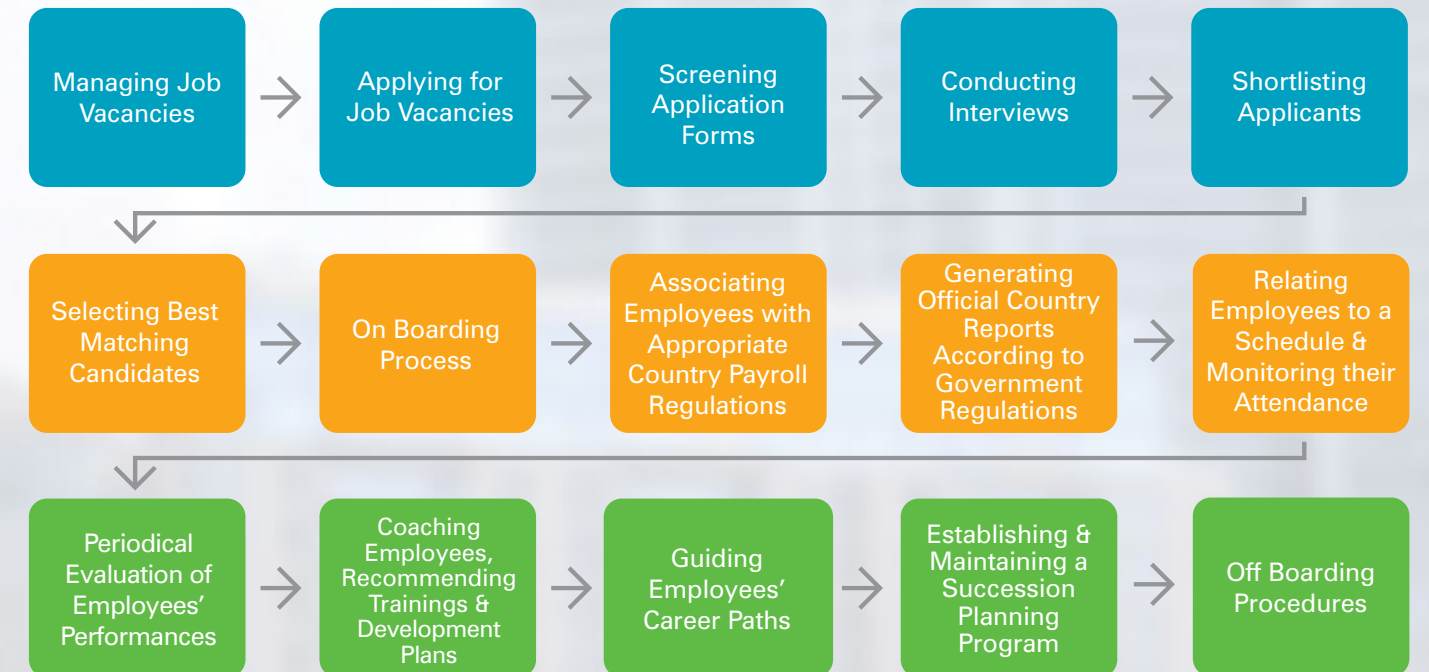 Managing Job
Vacancies
Applying for
Job Vacancies
Screening
Application
Forms
Conducting
Interviews
Shortlisting
Applicants
Selecting Best
Matching
Candidates
On Boarding
Process
Associating
Employees with
Appropriate
Country Payroll
Regulations
Generating
Official Country
Reports
According to
Government
Regulations
Relating
Employees to a
Schedule &
Monitoring their
Attendance
Periodical
Evaluation of
Employees’
Performances
Coaching
Employees,
Recommending
Trainings &
Development
Plans
Guiding
Employees’
Career Paths
Establishing &
Maintaining a
Succession
Planning
Program
Off Boarding
Procedures